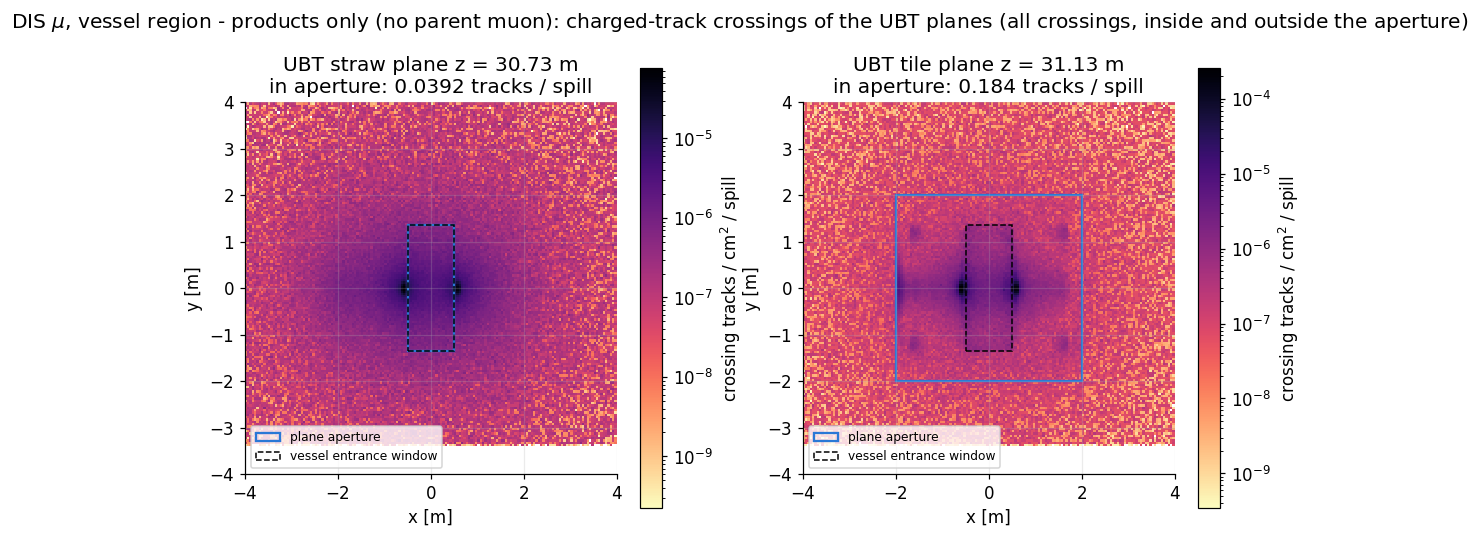 DIS μ, vessel region - products only (no parent muon): charged-track crossings of the UBT planes (all crossings, inside and outside the aperture)
UBT straw plane z = 30.73 m
in aperture: 0.0392 tracks / spill
4
3
2
1
0
−1
−2
−3
−4
y [m]
plane aperture
vessel entrance window
−4 −2 0 2 4
x [m]
10⁻⁵
10⁻⁶
10⁻⁷
10⁻⁸
10⁻⁹
crossing tracks / cm² / spill
UBT tile plane z = 31.13 m
in aperture: 0.184 tracks / spill
4
3
2
1
0
−1
−2
−3
−4
y [m]
plane aperture
vessel entrance window
−4 −2 0 2 4
x [m]
10⁻⁴
10⁻⁵
10⁻⁶
10⁻⁷
10⁻⁸
10⁻⁹
crossing tracks / cm² / spill